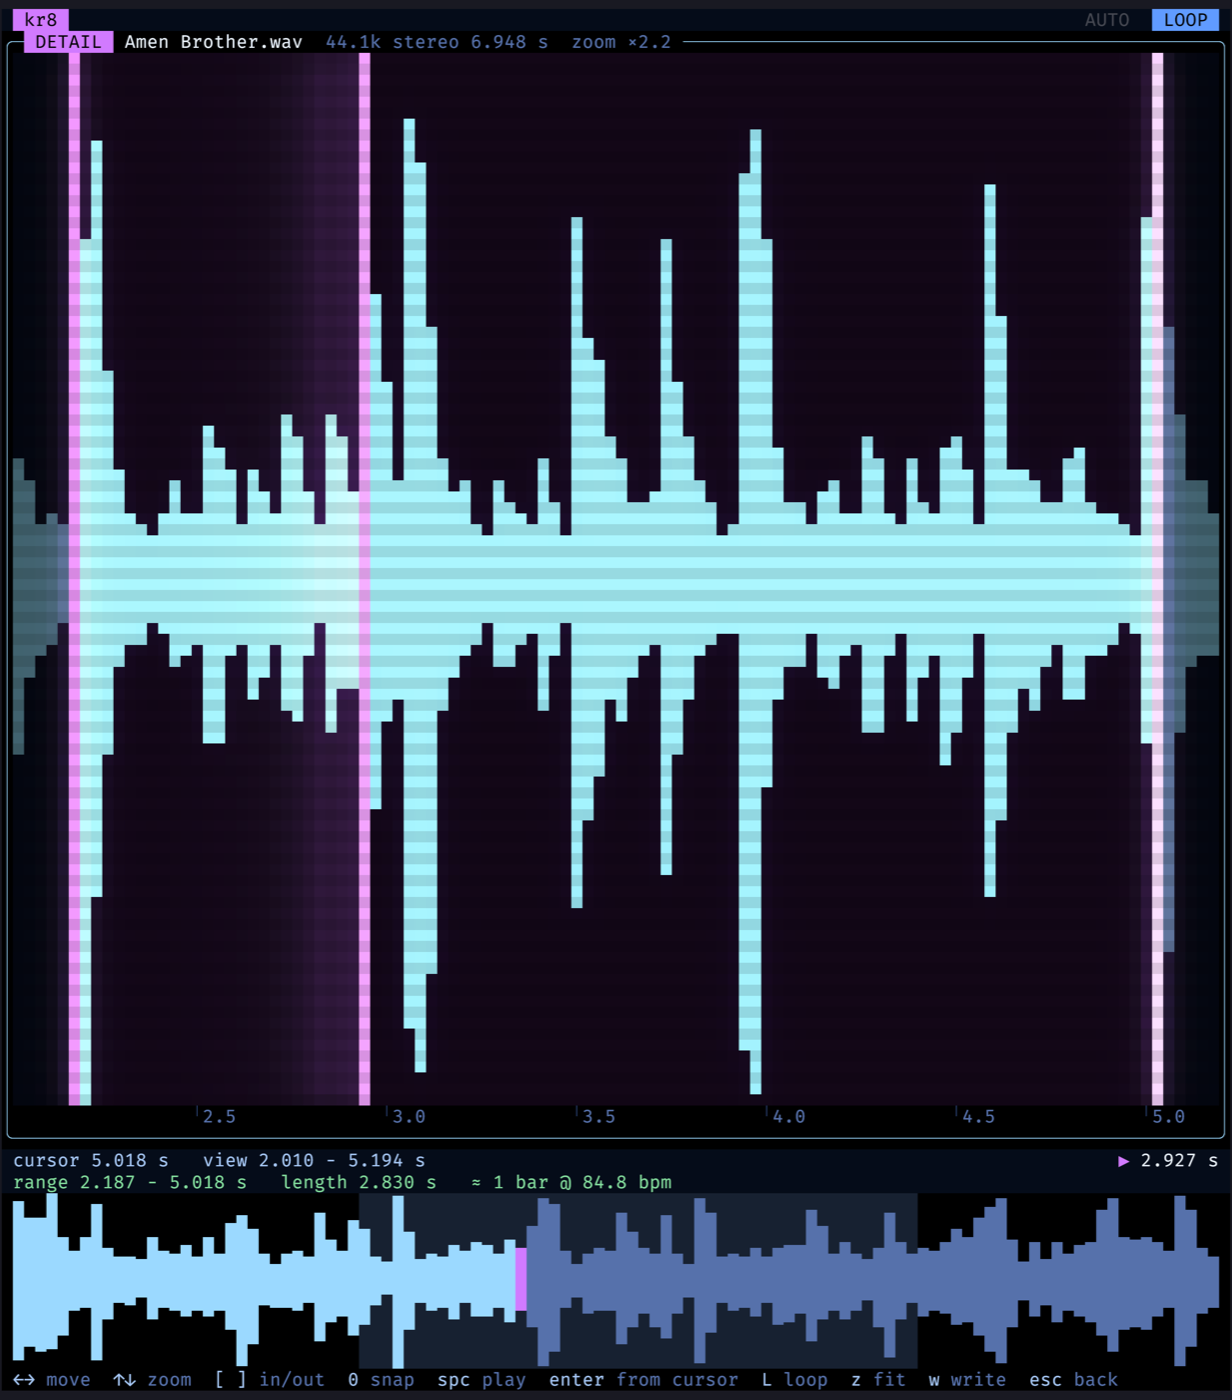 kr8 AUTO LOOP
DETAIL Amen Brother.wav 44.1k stereo 6.948 s zoom ×2.2
2.5 3.0 3.5 4.0 4.5 5.0
cursor 5.018 s view 2.010 - 5.194 s ▶ 2.927 s
range 2.187 - 5.018 s length 2.830 s ≈ 1 bar @ 84.8 bpm
↔ move ↑↓ zoom [ ] in/out 0 snap spc play enter from cursor L loop z fit w write esc back